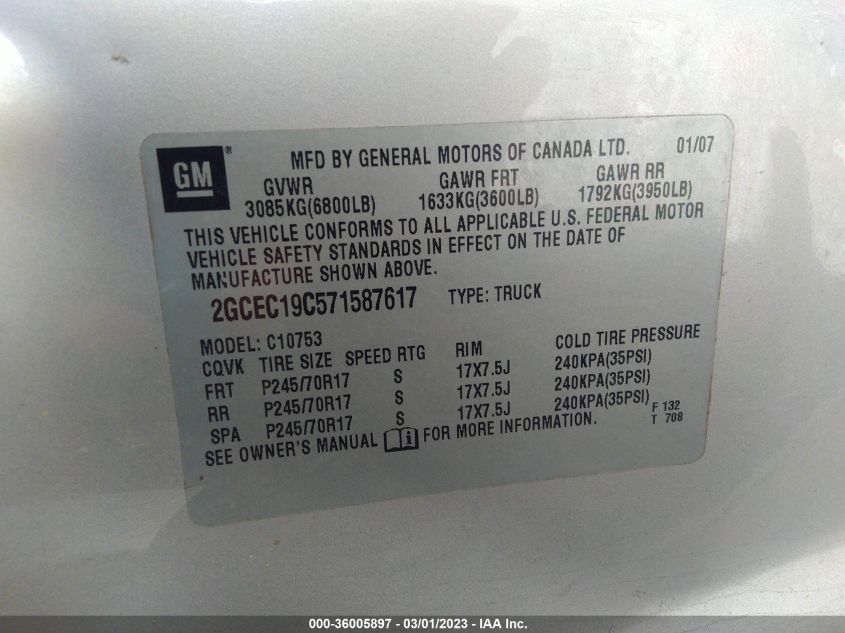 GM
MFD BY GENERAL MOTORS OF CANADA LTD. 01/07
GVWR GAWR FRT GAWR RR
3085KG(6800LB) 1633KG(3600LB) 1792KG(3950LB)
THIS VEHICLE CONFORMS TO ALL APPLICABLE U.S. FEDERAL MOTOR
VEHICLE SAFETY STANDARDS IN EFFECT ON THE DATE OF
MANUFACTURE SHOWN ABOVE.
2GCEC19C571587617 TYPE: TRUCK
MODEL: C10753
CQVK TIRE SIZE SPEED RTG RIM COLD TIRE PRESSURE
FRT P245/70R17 S 17X7.5J 240KPA(35PSI)
RR P245/70R17 S 17X7.5J 240KPA(35PSI)
SPA P245/70R17 S 17X7.5J 240KPA(35PSI)
SEE OWNER'S MANUAL i FOR MORE INFORMATION.
F 132
T 708
000-36005897 - 03/01/2023 - IAA Inc.